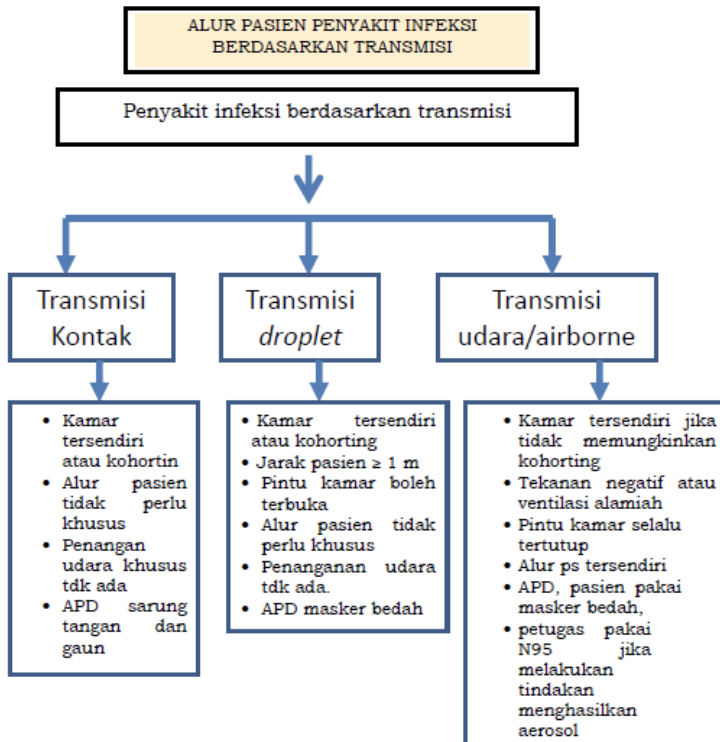 ALUR PASIEN PENYAKIT INFEKSI
BERDASARKAN TRANSMISI
Penyakit infeksi berdasarkan transmisi
Transmisi
Kontak
Transmisi
droplet
Transmisi
udara/airborne
• Kamar
tersendiri
atau kohortin
• Alur pasien
tidak perlu
khusus
• Penangan
udara khusus
tdk ada
• APD sarung
tangan dan
gaun
• Kamar tersendiri
atau kohorting
• Jarak pasien ≥ 1 m
• Pintu kamar boleh
terbuka
• Alur pasien tidak
perlu khusus
• Penanganan udara
tdk ada.
• APD masker bedah
• Kamar tersendiri jika
tidak memungkinkan
kohorting
• Tekanan negatif atau
ventilasi alamiah
• Pintu kamar selalu
tertutup
• Alur ps tersendiri
• APD, pasien pakai
masker bedah,
• petugas pakai
N95 jika
melakukan
tindakan
menghasilkan
aerosol